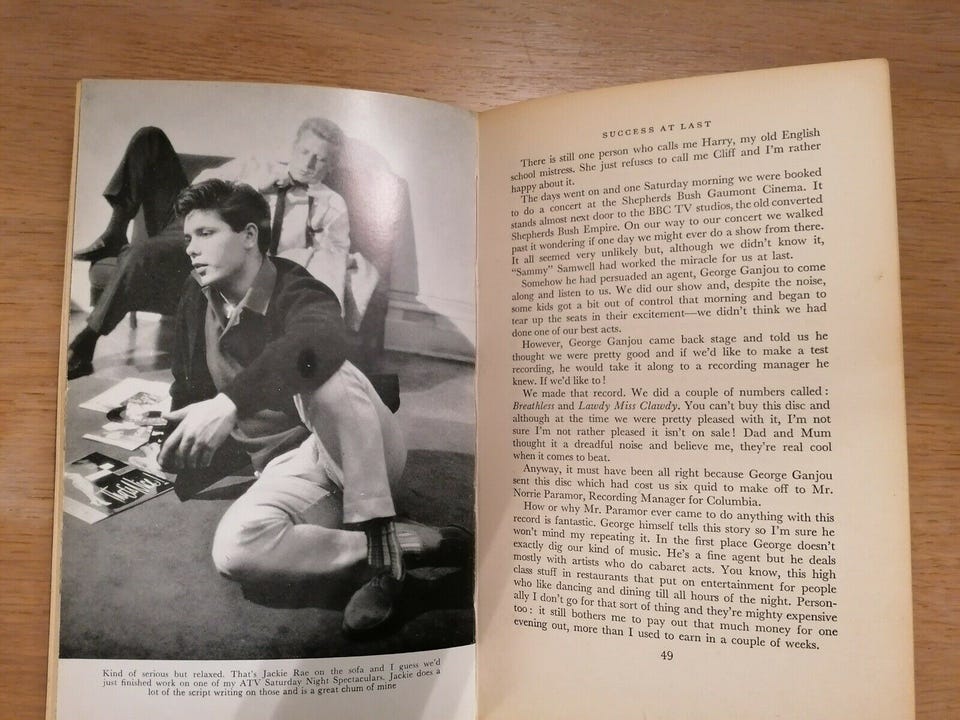 Kind of serious but relaxed. That's Jackie Rae on the sofa and I guess we'd
just finished work on one of my ATV Saturday Night Spectaculars. Jackie does a
lot of the script writing on those and is a great chum of mine
SUCCESS AT LAST
There is still one person who calls me Harry, my old English
school mistress. She just refuses to call me Cliff and I'm rather
happy about it.
The days went on and one Saturday morning we were booked
to do a concert at the Shepherds Bush Gaumont Cinema. It
stands almost next door to the BBC TV studios, the old converted
Shepherds Bush Empire. On our way to our concert we walked
past it wondering if one day we might ever do a show from there.
It all seemed very unlikely but, although we didn't know it,
"Sammy" Samwell had worked the miracle for us at last.
Somehow he had persuaded an agent, George Ganjou to come
along and listen to us. We did our show and, despite the noise,
some kids got a bit out of control that morning and began to
tear up the seats in their excitement—we didn't think we had
done one of our best acts.
However, George Ganjou came back stage and told us he
thought we were pretty good and if we'd like to make a test
recording, he would take it along to a recording manager he
knew. If we'd like to!
We made that record. We did a couple of numbers called:
Breathless and Lawdy Miss Clawdy. You can't buy this disc and
although at the time we were pretty pleased with it, I'm not
sure I'm not rather pleased it isn't on sale! Dad and Mum
thought it a dreadful noise and believe me, they're real cool
when it comes to beat.
Anyway, it must have been all right because George Ganjou
sent this disc which had cost us six quid to make off to Mr.
Norrie Paramor, Recording Manager for Columbia.
How or why Mr. Paramor ever came to do anything with this
record is fantastic. George himself tells this story so I'm sure he
won't mind my repeating it. In the first place George doesn't
exactly dig our kind of music. He's a fine agent but he deals
mostly with artists who do cabaret acts. You know, this high
class stuff in restaurants that put on entertainment for people
who like dancing and dining till all hours of the night. Person-
ally I don't go for that sort of thing and they're mighty expensive
too: it still bothers me to pay out that much money for one
evening out, more than I used to earn in a couple of weeks.
49